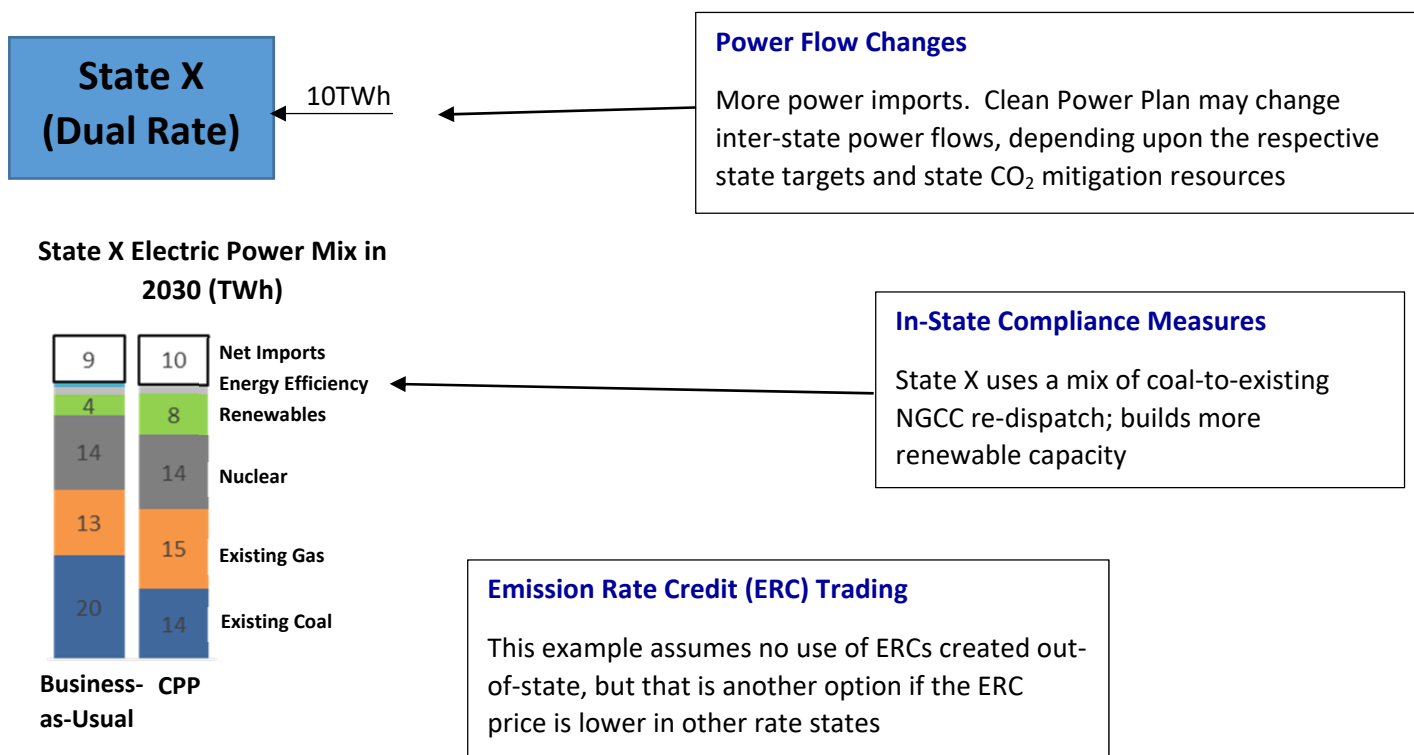 State X
(Dual Rate)
10TWh
Power Flow Changes
More power imports.  Clean Power Plan may change
inter-state power flows, depending upon the respective
state targets and state CO₂ mitigation resources
State X Electric Power Mix in
2030 (TWh)
9
10
Net Imports
Energy Efficiency
4
8
Renewables
14
14
Nuclear
13
15
Existing Gas
20
14
Existing Coal
Business-
as-Usual
CPP
In-State Compliance Measures
State X uses a mix of coal-to-existing
NGCC re-dispatch; builds more
renewable capacity
Emission Rate Credit (ERC) Trading
This example assumes no use of ERCs created out-
of-state, but that is another option if the ERC
price is lower in other rate states